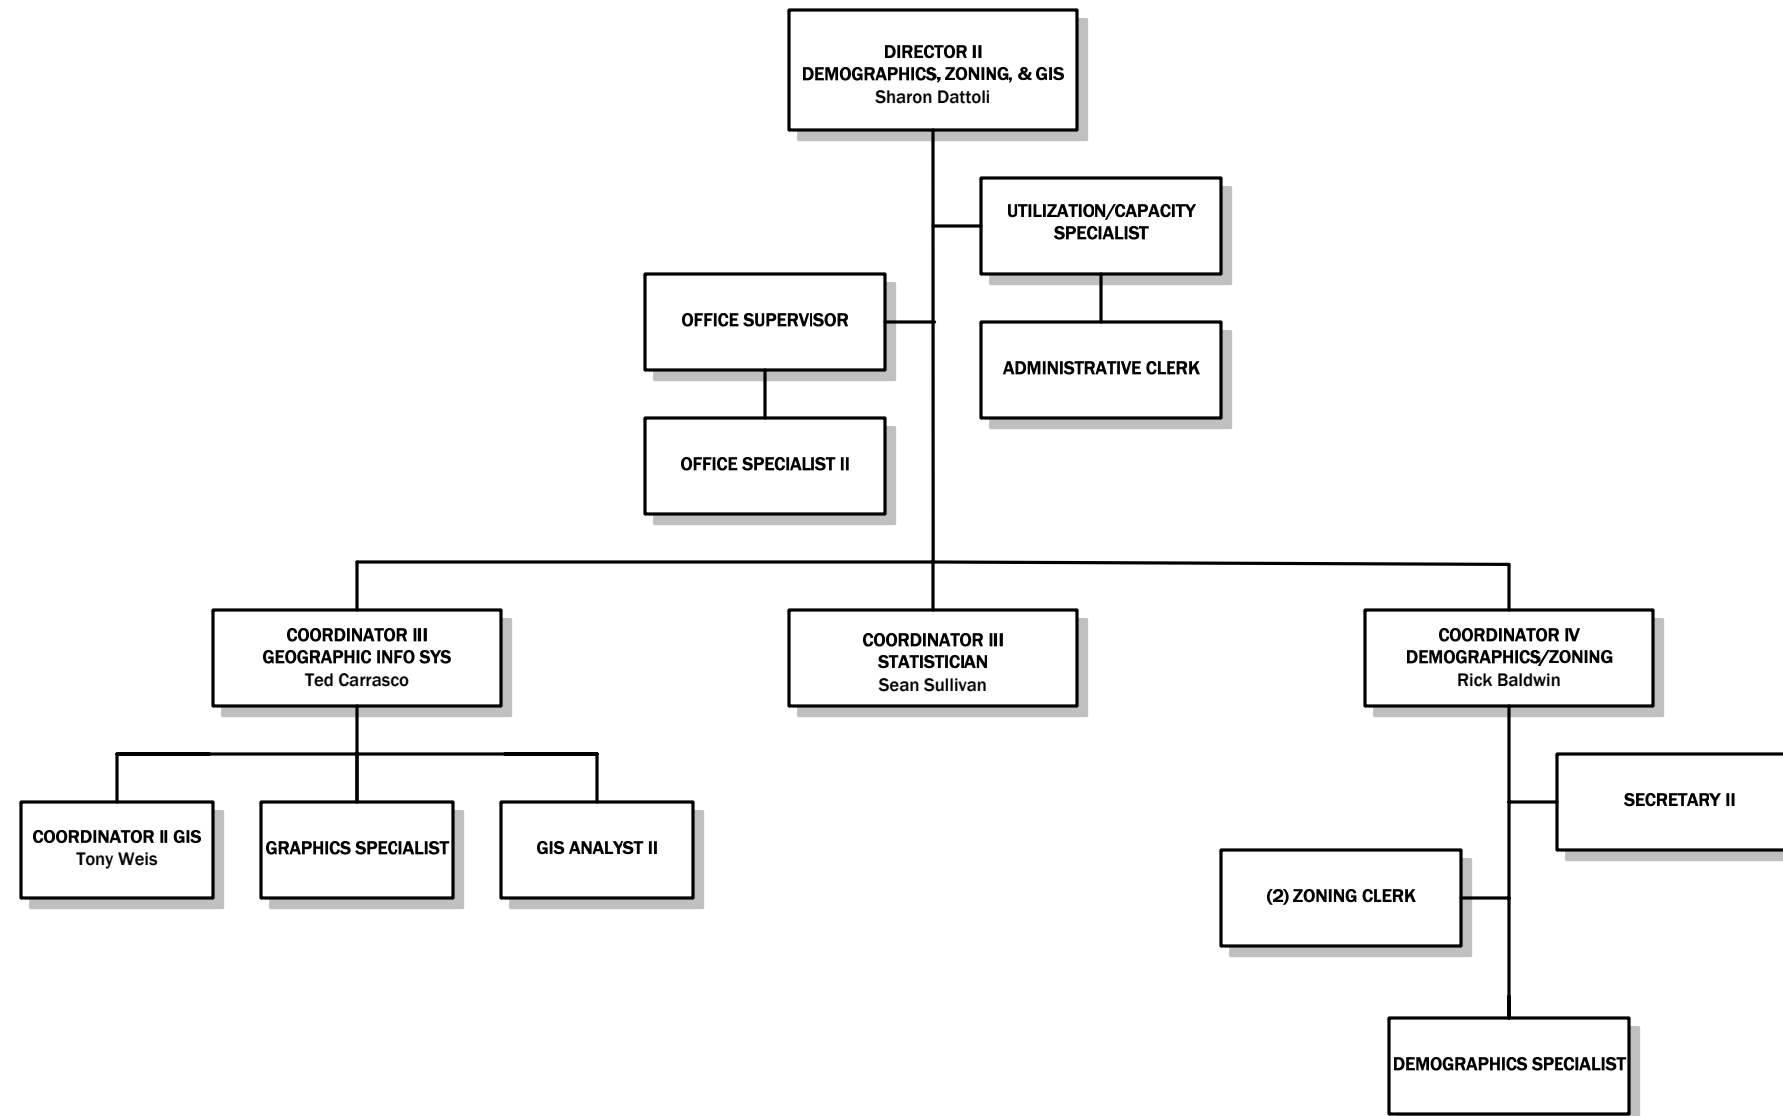 DIRECTOR II
DEMOGRAPHICS, ZONING, & GIS
Sharon Dattoli
UTILIZATION/CAPACITY
SPECIALIST
OFFICE SUPERVISOR
ADMINISTRATIVE CLERK
OFFICE SPECIALIST II
COORDINATOR III
GEOGRAPHIC INFO SYS
Ted Carrasco
COORDINATOR III
STATISTICIAN
Sean Sullivan
COORDINATOR IV
DEMOGRAPHICS/ZONING
Rick Baldwin
SECRETARY II
COORDINATOR II GIS
Tony Weis
GRAPHICS SPECIALIST
GIS ANALYST II
(2) ZONING CLERK
DEMOGRAPHICS SPECIALIST